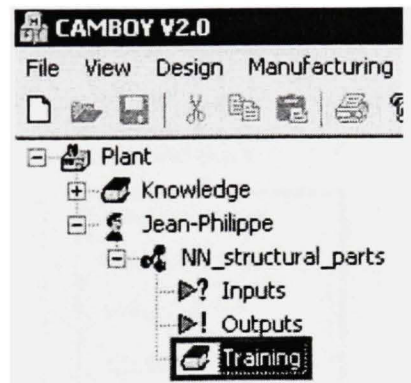 CAMBOY V2.0
File View Design Manufacturing
Plant
Knowledge
Jean-Philippe
NN_structural_parts
? Inputs
! Outputs
Training